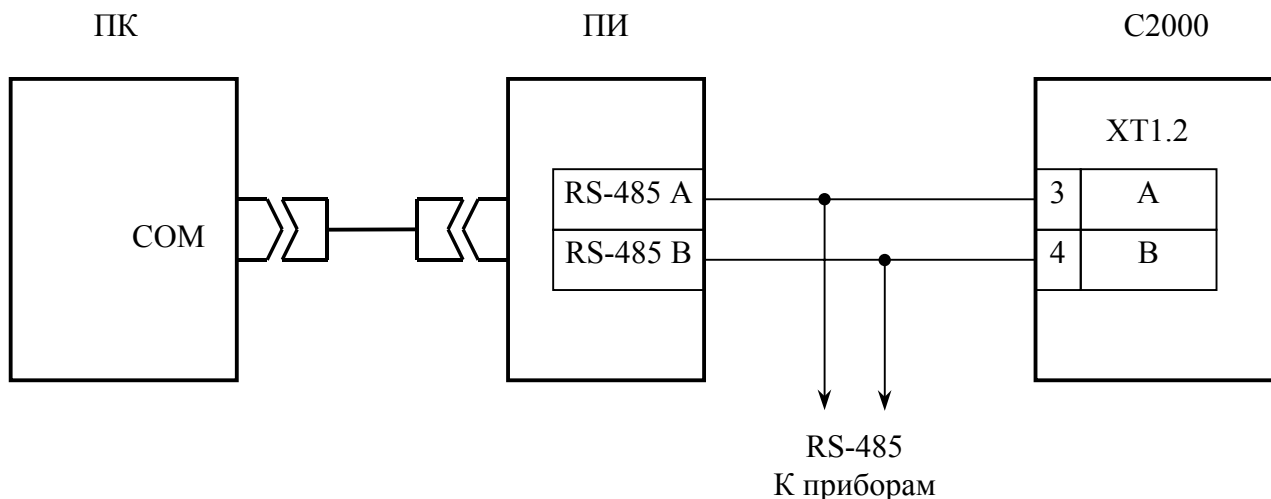 ПК
ПИ
С2000
XT1.2
COM
RS-485 A
RS-485 B
3
A
4
B
RS-485
К приборам